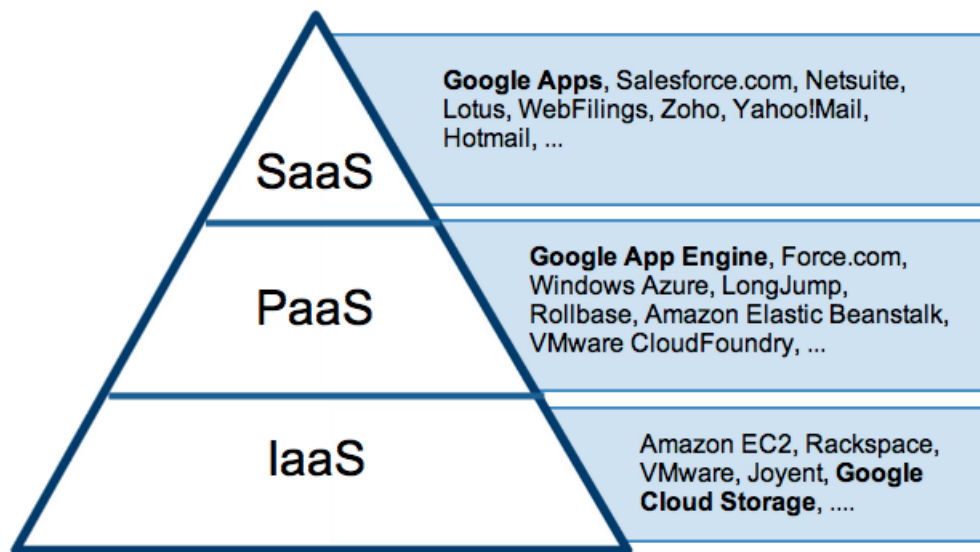 Google Apps, Salesforce.com, Netsuite,
Lotus, WebFilings, Zoho, Yahoo!Mail,
Hotmail, ...
SaaS
Google App Engine, Force.com,
Windows Azure, LongJump,
Rollbase, Amazon Elastic Beanstalk,
VMware CloudFoundry, ...
PaaS
Amazon EC2, Rackspace,
VMware, Joyent, Google
Cloud Storage, ....
IaaS